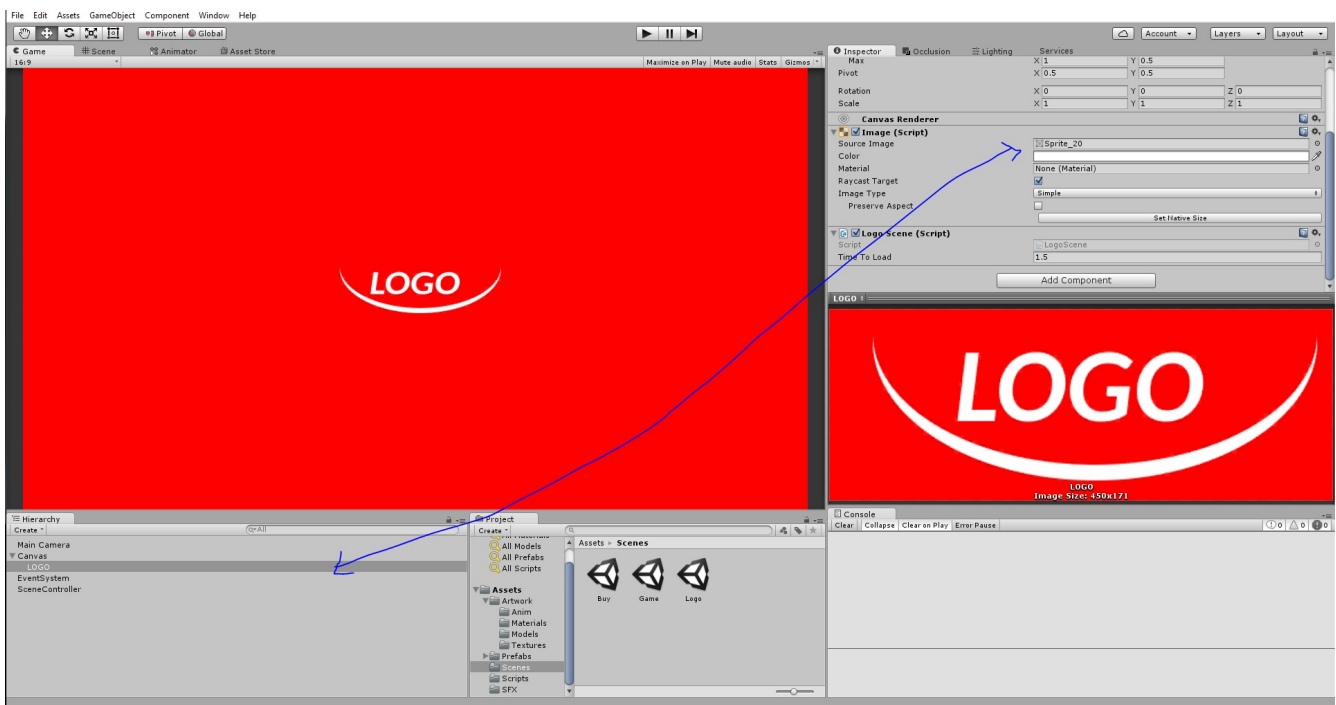 File Edit Assets GameObject Component Window Help
Pivot Global Account Layers Layout
Game Scene Animator Asset Store
16:9 Maximize on Play Mute audio Stats Gizmos
LOGO
Inspector Occlusion Lighting Services
Max X 1 Y 0.5
Pivot X 0.5 Y 0.5
Rotation X 0 Y 0 Z 0
Scale X 1 Y 1 Z 1
Canvas Renderer
Image (Script)
Source Image Sprite_20
Color
Material None (Material)
Raycast Target
Image Type Simple
Preserve Aspect
Set Native Size
Logo Scene (Script)
Script LogoScene
Time To Load 1.5
Add Component
LOGO
LOGO
LOGO
Image Size: 450x171
Hierarchy
Create All
Main Camera
Canvas
LOGO
EventSystem
SceneController
Project
Create
All Models
All Prefabs
All Scripts
Assets
Artwork
Anim
Materials
Models
Textures
Prefabs
Scenes
Scripts
SFX
Assets Scenes
Buy Game Logo
Console
Clear Collapse Clear on Play Error Pause 0 0 0